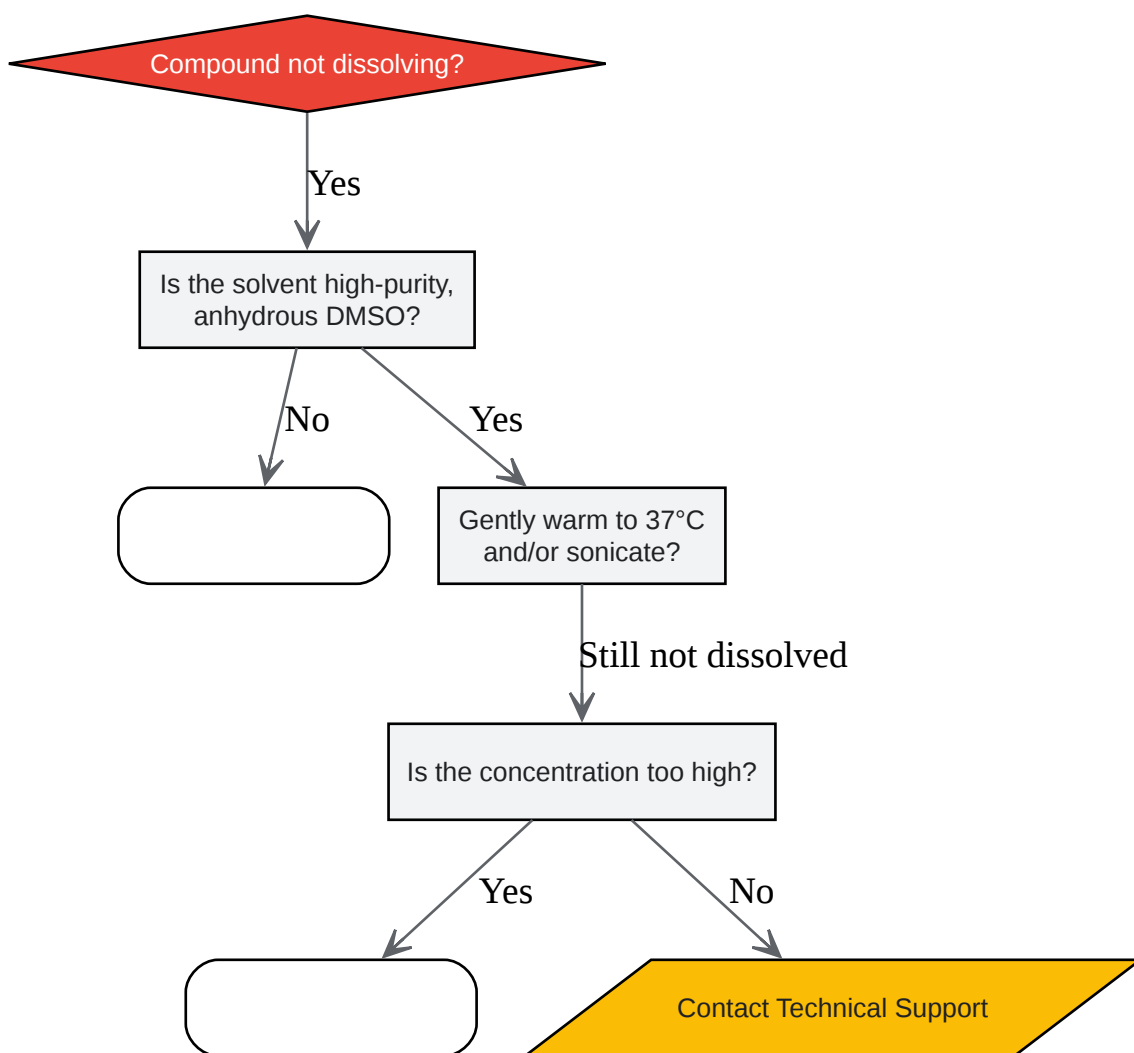 Compound not dissolving?
Yes
Is the solvent high-purity,
anhydrous DMSO?
No
Yes
Gently warm to 37°C
and/or sonicate?
Still not dissolved
Is the concentration too high?
Yes
No
Contact Technical Support